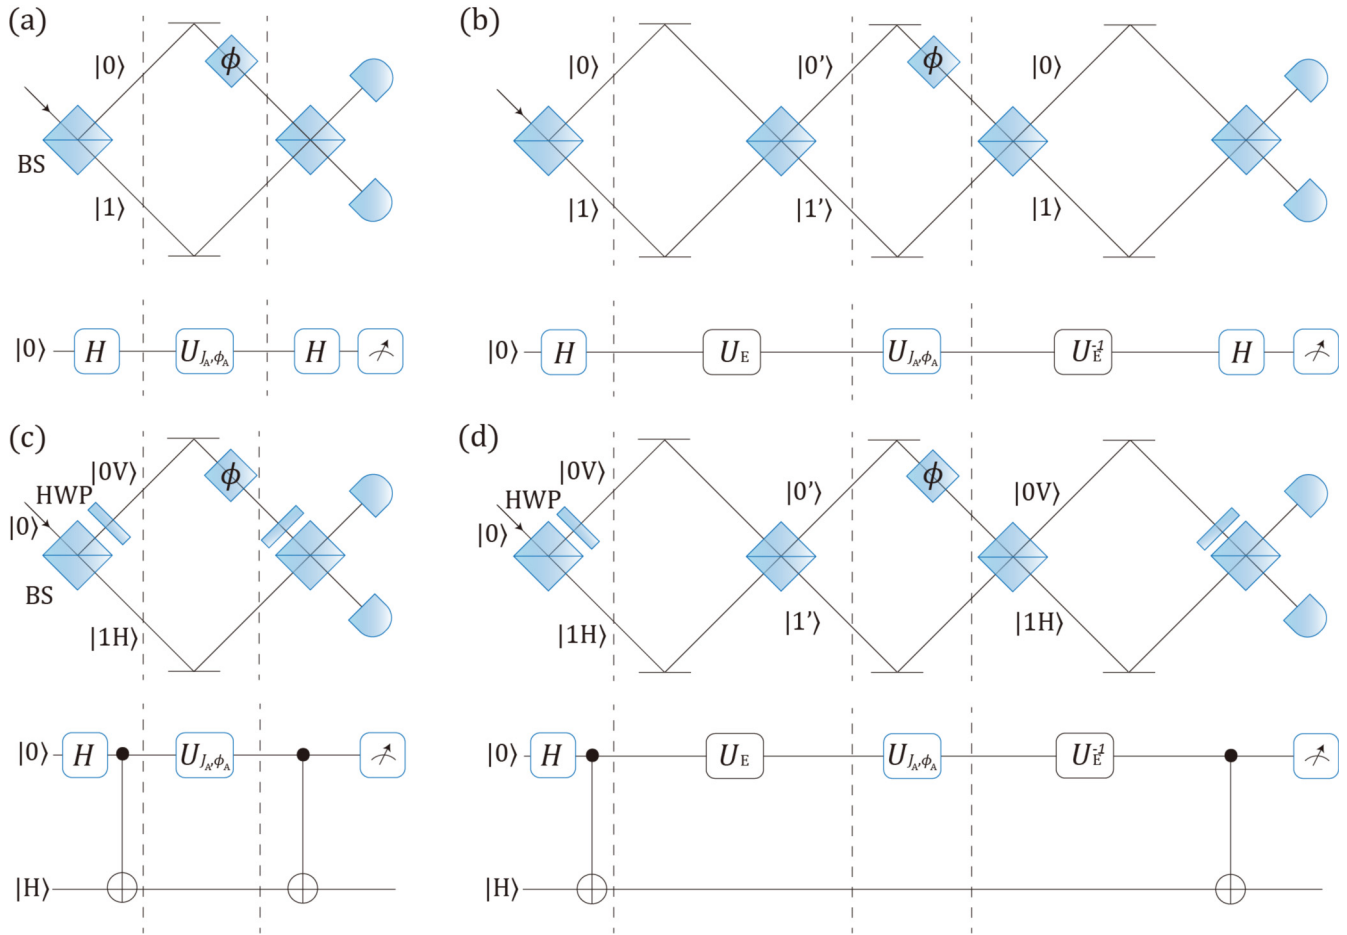 (a)
|0⟩
ϕ
BS
|1⟩
|0⟩ H U_{J_A,ϕ_A} H
(b)
|0⟩ |0'⟩ ϕ |0⟩
|1⟩ |1'⟩ |1⟩
|0⟩ H U_E U_{J_A,ϕ_A} U_E^{-1} H
(c)
|0V⟩
ϕ
HWP
|0⟩
BS
|1H⟩
|0⟩ H U_{J_A,ϕ_A}
|H⟩
(d)
|0V⟩ |0'⟩ ϕ |0V⟩
HWP
|0⟩
|1H⟩ |1'⟩ |1H⟩
|0⟩ H U_E U_{J_A,ϕ_A} U_E^{-1}
|H⟩